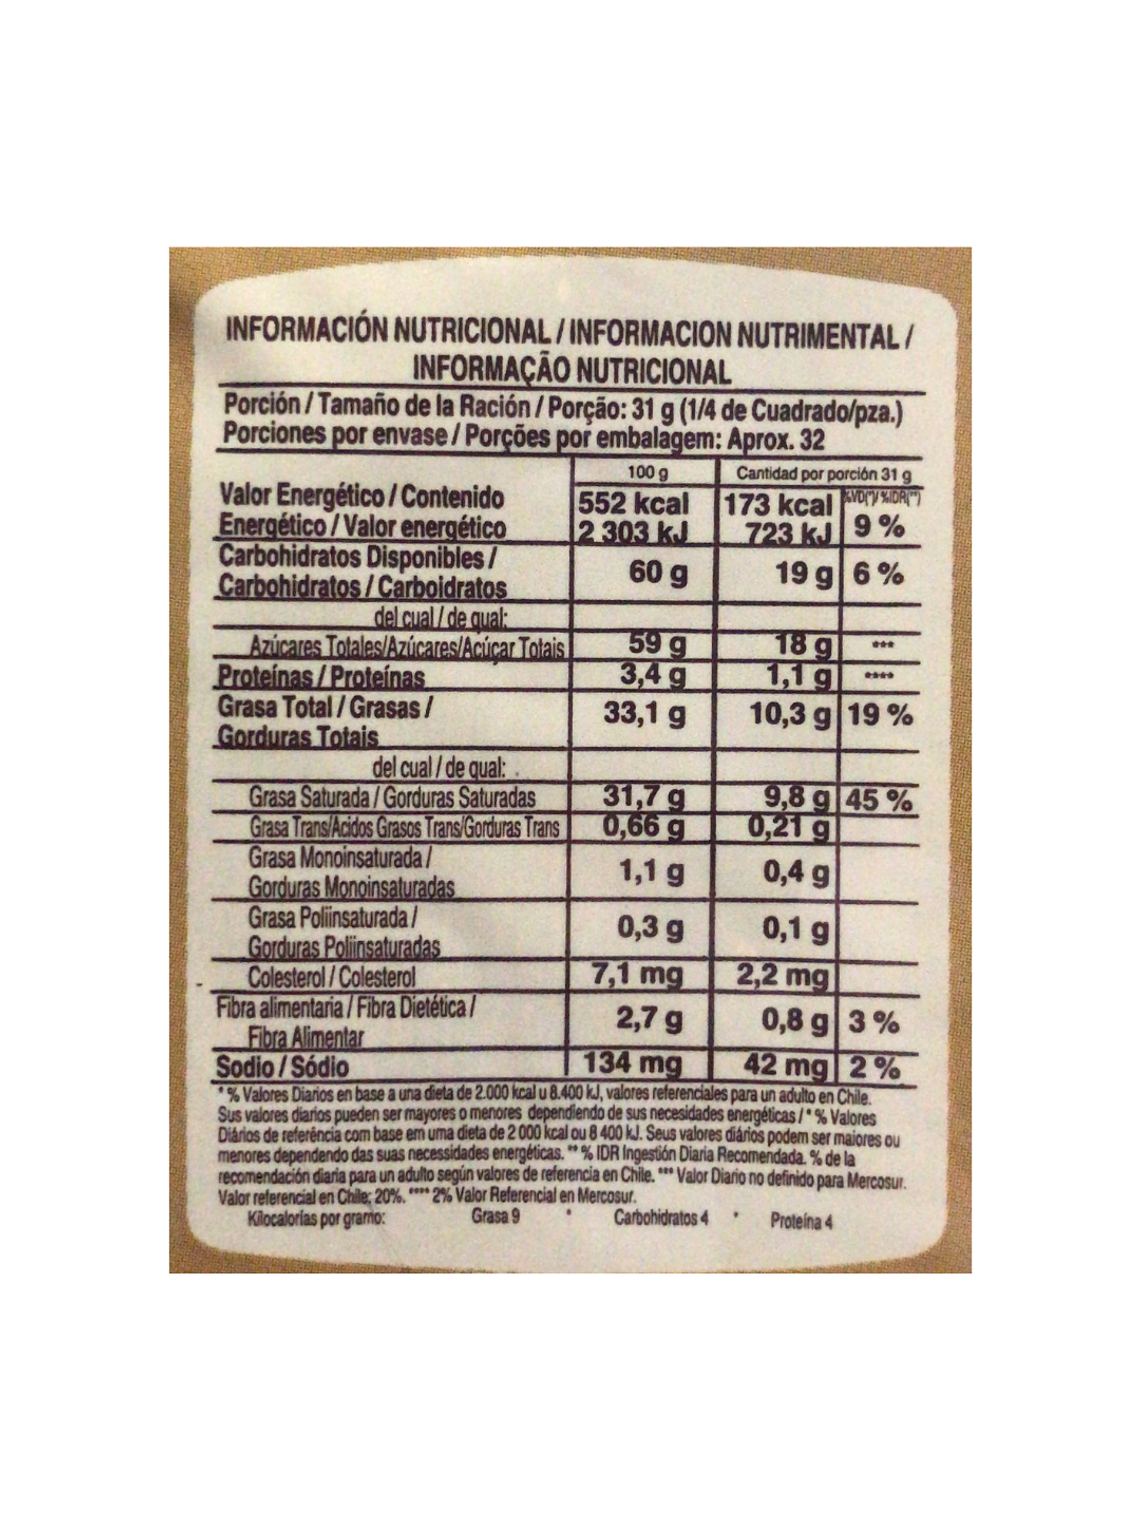 INFORMACIÓN NUTRICIONAL / INFORMACION NUTRIMENTAL /
INFORMAÇÃO NUTRICIONAL
Porción / Tamaño de la Ración / Porção: 31 g (1/4 de Cuadrado/pza.)
Porciones por envase / Porções por embalagem: Aprox. 32
100 g Cantidad por porción 31 g
Valor Energético / Contenido 552 kcal 173 kcal %VD(*)/ %IDR(**)
Energético / Valor energético 2 303 kJ 723 kJ 9 %
Carbohidratos Disponibles /
Carbohidratos / Carboidratos 60 g 19 g 6 %
del cual / de qual:
Azúcares Totales/Azúcares/Acúçar Totais 59 g 18 g ***
Proteínas / Proteínas 3,4 g 1,1 g ****
Grasa Total / Grasas / 33,1 g 10,3 g 19 %
Gorduras Totais
del cual / de qual:
Grasa Saturada / Gorduras Saturadas 31,7 g 9,8 g 45 %
Grasa Trans/Acidos Grasos Trans/Gorduras Trans 0,66 g 0,21 g
Grasa Monoinsaturada / 1,1 g 0,4 g
Gorduras Monoinsaturadas
Grasa Poliinsaturada / 0,3 g 0,1 g
Gorduras Poliinsaturadas
Colesterol / Colesterol 7,1 mg 2,2 mg
Fibra alimentaria / Fibra Dietética / 2,7 g 0,8 g 3 %
Fibra Alimentar
Sodio / Sódio 134 mg 42 mg 2 %
* % Valores Diarios en base a una dieta de 2.000 kcal u 8.400 kJ, valores referenciales para un adulto en Chile.
Sus valores diarios pueden ser mayores o menores dependiendo de sus necesidades energéticas / * % Valores
Diários de referência com base em uma dieta de 2 000 kcal ou 8 400 kJ. Seus valores diários podem ser maiores ou
menores dependendo das suas necessidades energéticas. ** % IDR Ingestión Diaria Recomendada. % de la
recomendación diaria para un adulto según valores de referencia en Chile. *** Valor Diario no definido para Mercosur.
Valor referencial en Chile: 20%. **** 2% Valor Referencial en Mercosur.
Kilocalorías por gramo: Grasa 9 • Carbohidratos 4 • Proteína 4